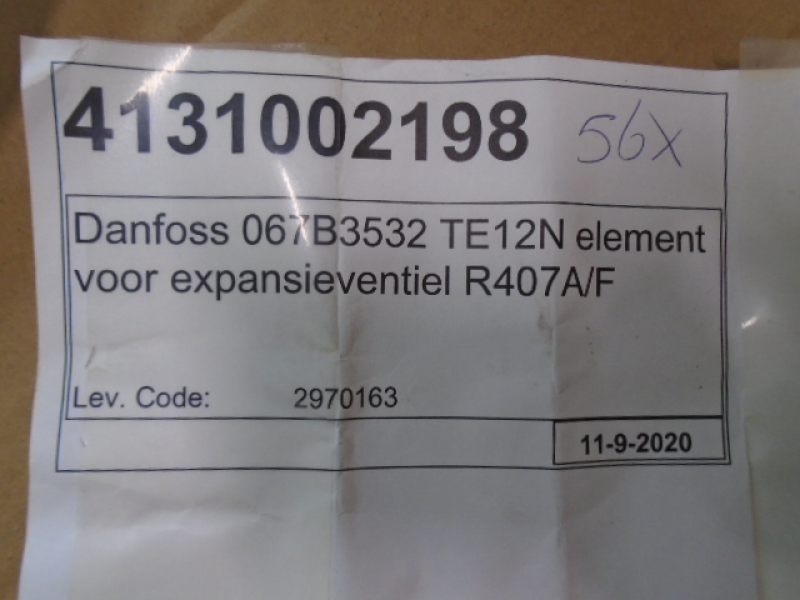 4131002198 56x
Danfoss 067B3532 TE12N element
voor expansieventiel R407A/F
Lev. Code: 2970163
11-9-2020